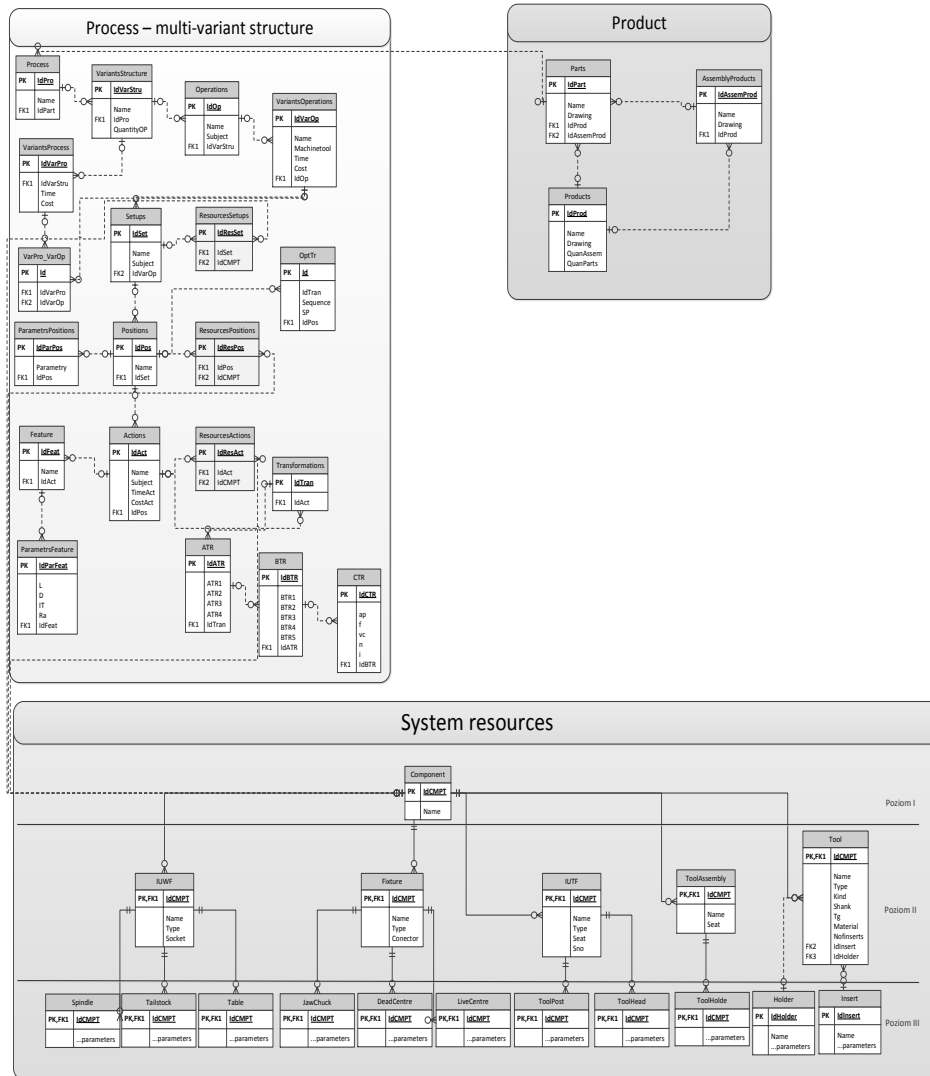 Process – multi-variant structure
Process
PK IdPro
Name
FK1 IdPart
VariantsStructure
PK IdVarStru
Name
FK1 IdPro
QuantityOP
Operations
PK IdOp
Name
Subject
FK1 IdVarStru
VariantsOperations
PK IdVarOp
Name
Machinetool
Time
Cost
FK1 IdOp
VariantsProcess
PK IdVarPro
FK1 IdVarStru
Time
Cost
Setups
PK IdSet
Name
Subject
FK2 IdVarOp
ResourcesSetups
PK IdResSet
FK1 IdSet
FK2 IdCMPT
VarPro_VarOp
PK Id
FK1 IdVarPro
FK2 IdVarOp
OptTr
PK Id
IdTran
Sequence
SP
FK1 IdPos
ParametrsPositions
PK IdParPos
Parametry
FK1 IdPos
Positions
PK IdPos
Name
FK1 IdSet
ResourcesPositions
PK IdResPos
FK1 IdPos
FK2 IdCMPT
Feature
PK IdFeat
Name
FK1 IdAct
Actions
PK IdAct
Name
Subject
TimeAct
CostAct
FK1 IdPos
ResourcesActions
PK IdResAct
FK1 IdAct
FK2 IdCMPT
Transformations
PK IdTran
FK1 IdAct
ParametrsFeature
PK IdParFeat
L
D
IT
Ra
FK1 IdFeat
ATR
PK IdATR
ATR1
ATR2
ATR3
ATR4
FK1 IdTran
BTR
PK IdBTR
BTR1
BTR2
BTR3
BTR4
BTR5
FK1 IdATR
CTR
PK IdCTR
ap
f
vc
n
i
FK1 IdBTR
Product
Parts
PK IdPart
Name
Drawing
FK1 IdProd
FK2 IdAssemProd
AssemblyProducts
PK IdAssemProd
Name
Drawing
FK1 IdProd
Products
PK IdProd
Name
Drawing
QuanAssem
QuanParts
System resources
Component
PK IdCMPT
Name
Poziom I
IUWF
PK,FK1 IdCMPT
Name
Type
Socket
Fixture
PK,FK1 IdCMPT
Name
Type
Conector
IUTF
PK,FK1 IdCMPT
Name
Type
Seat
Sno
ToolAssembly
PK,FK1 IdCMPT
Name
Seat
Tool
PK,FK1 IdCMPT
Name
Type
Kind
Shank
Tg
Material
Nofinserts
FK2 IdInsert
FK3 IdHolder
Poziom II
Spindle
PK,FK1 IdCMPT
...parameters
Tailstock
PK,FK1 IdCMPT
...parameters
Table
PK,FK1 IdCMPT
...parameters
JawChuck
PK,FK1 IdCMPT
...parameters
DeadCentre
PK,FK1 IdCMPT
...parameters
LiveCentre
PK,FK1 IdCMPT
...parameters
ToolPost
PK,FK1 IdCMPT
...parameters
ToolHead
PK,FK1 IdCMPT
...parameters
ToolHolde
PK,FK1 IdCMPT
...parameters
Holder
PK IdHolder
Name
...parameters
Insert
PK IdInsert
Name
...parameters
Poziom III